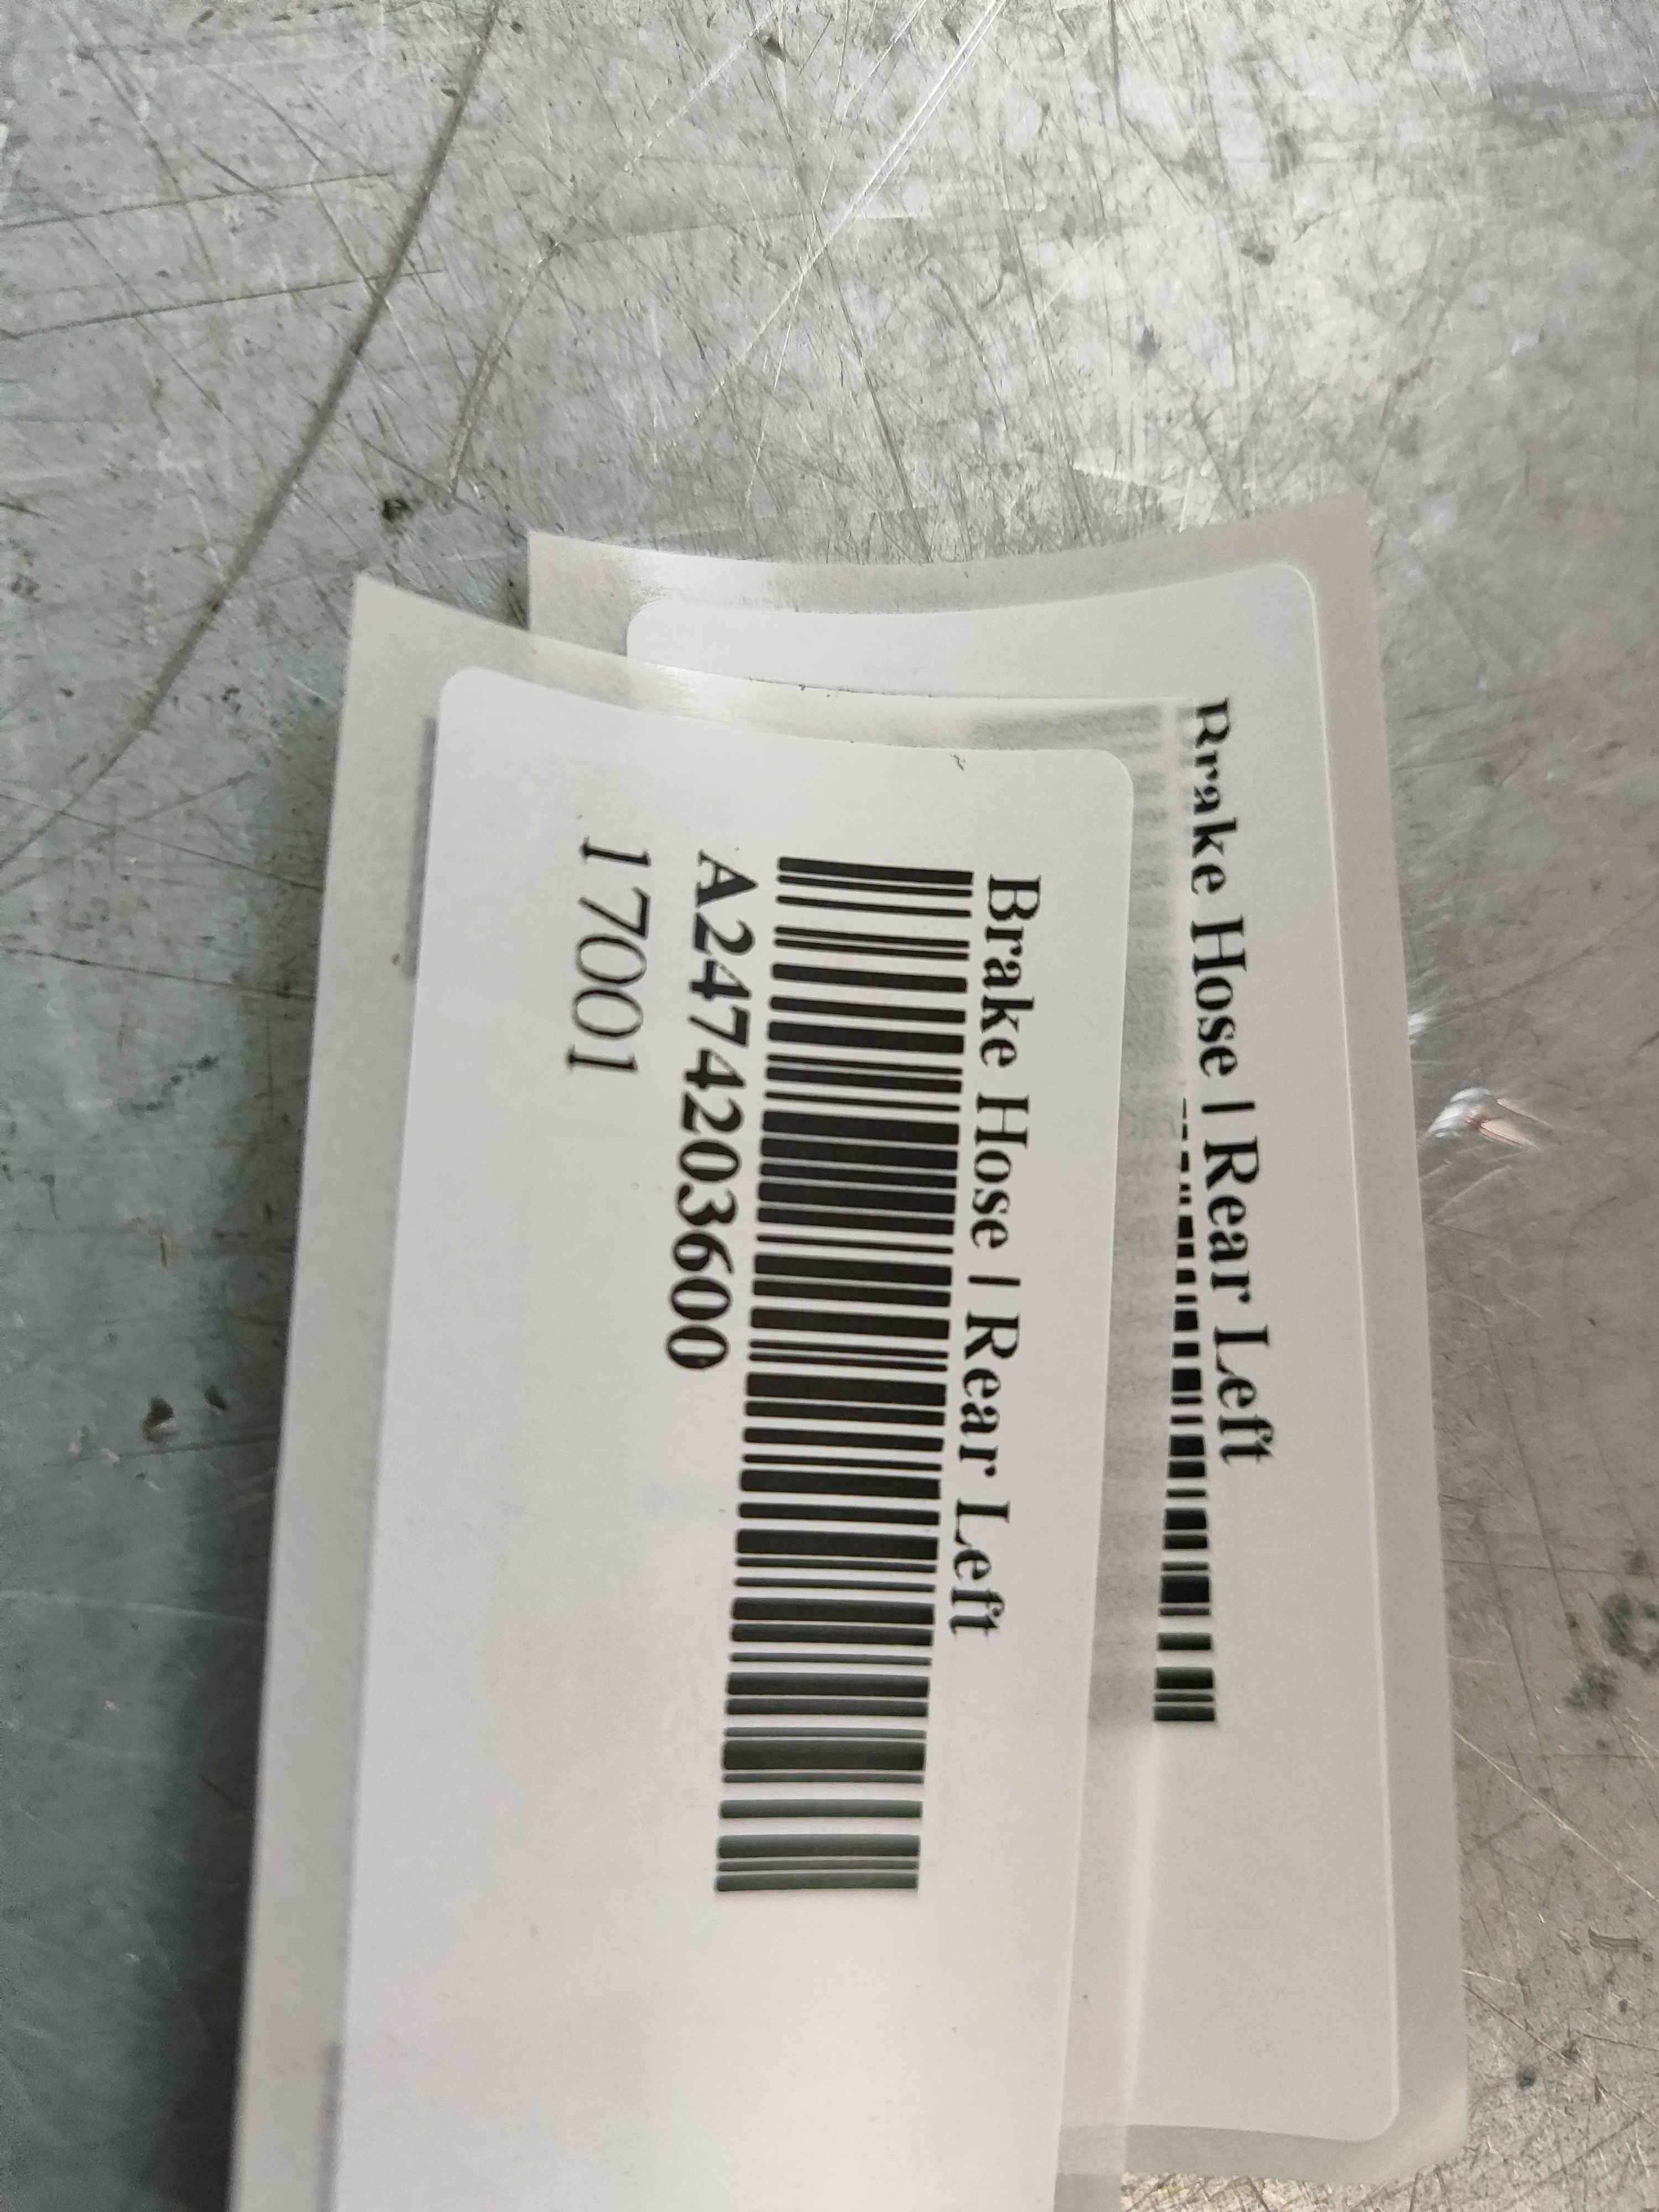 Brake Hose | Rear Left
Brake Hose | Rear Left
A2474203600
17001